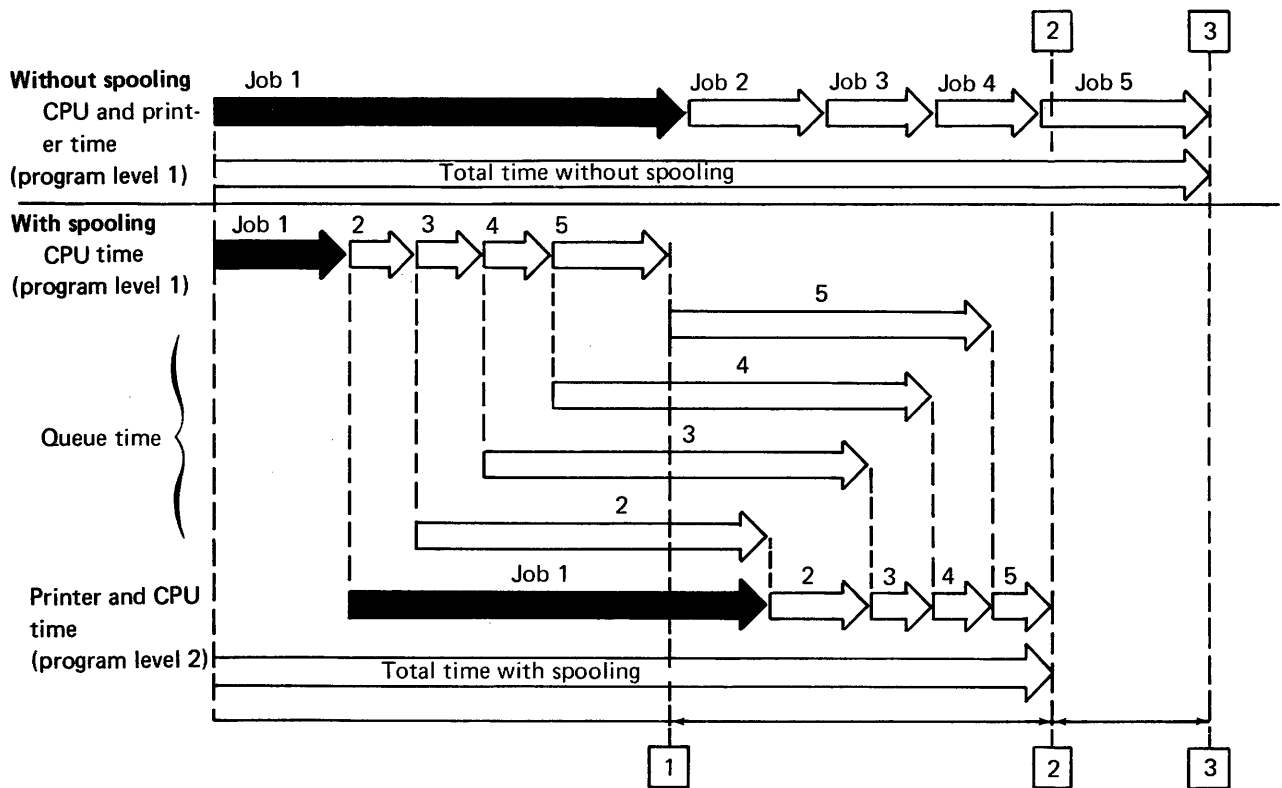 2 3
Without spooling Job 1 Job 2 Job 3 Job 4 Job 5
CPU and print-
er time
(program level 1)
Total time without spooling
With spooling Job 1 2 3 4 5
CPU time
(program level 1)
5
4
Queue time
3
2
Job 1 2 3 4 5
Printer and CPU
time
(program level 2)
Total time with spooling
1 2 3